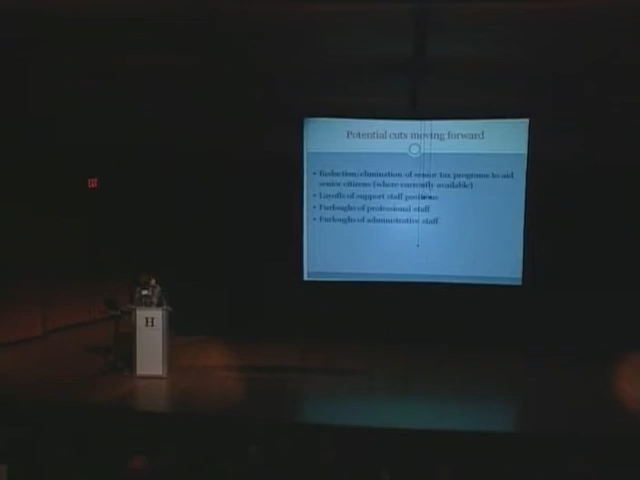 Potential cuts moving forward
• Reduction/elimination of senior tax programs to aid
senior citizens (where currently available)
• Layoffs of support staff positions
• Furloughs of professional staff
• Furloughs of administrative staff
H